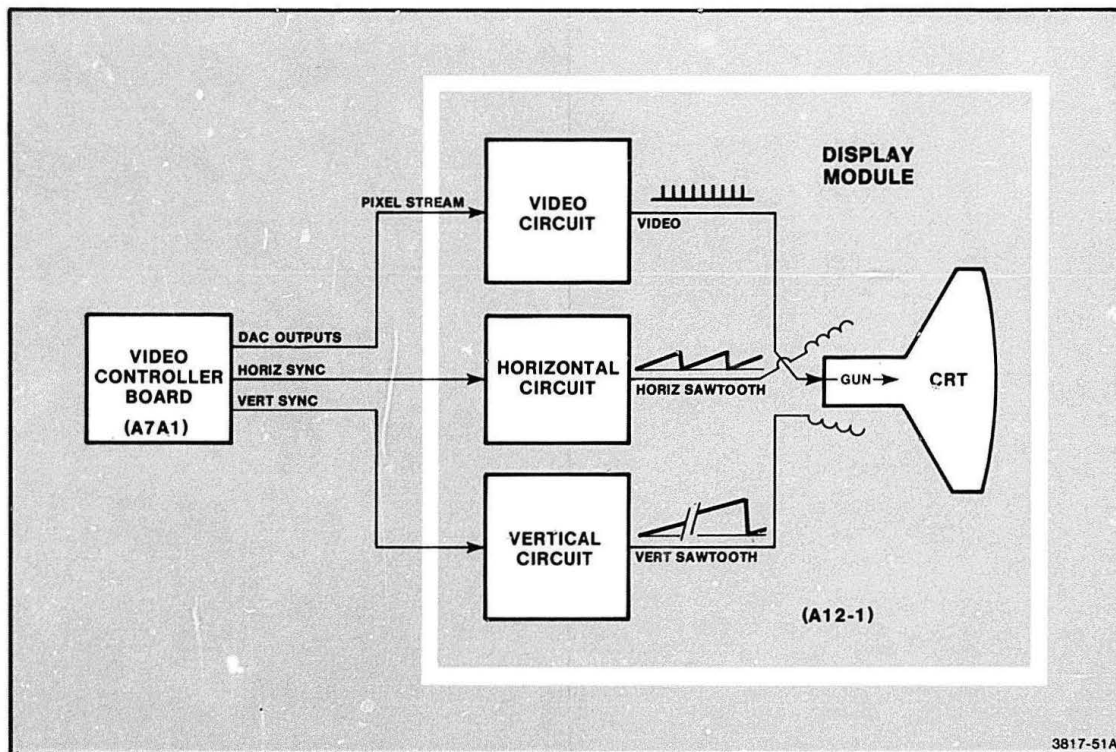 DISPLAY
MODULE
PIXEL STREAM
VIDEO
CIRCUIT
VIDEO
VIDEO
CONTROLLER
BOARD
(A7A1)
DAC OUTPUTS
HORIZ SYNC
VERT SYNC
HORIZONTAL
CIRCUIT
HORIZ SAWTOOTH
GUN
CRT
VERTICAL
CIRCUIT
VERT SAWTOOTH
(A12-1)
3817-51A